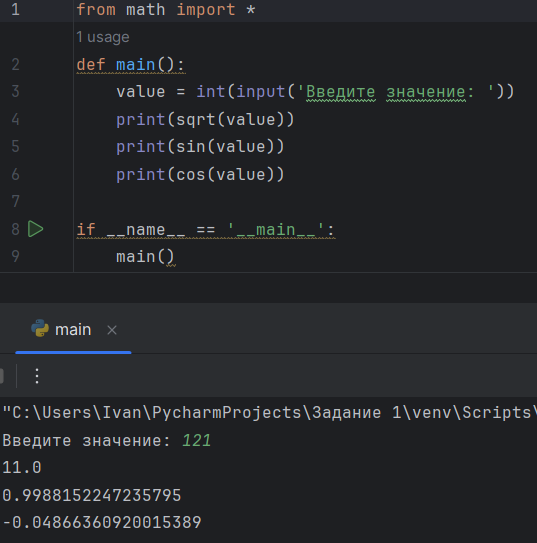 1 from math import *
1 usage
2 def main():
3     value = int(input('Введите значение: '))
4     print(sqrt(value))
5     print(sin(value))
6     print(cos(value))
7
8 if __name__ == '__main__':
9     main()
main
"C:\Users\Ivan\PycharmProjects\Задание 1\venv\Scripts\
Введите значение: 121
11.0
0.9988152247235795
-0.04866360920015389